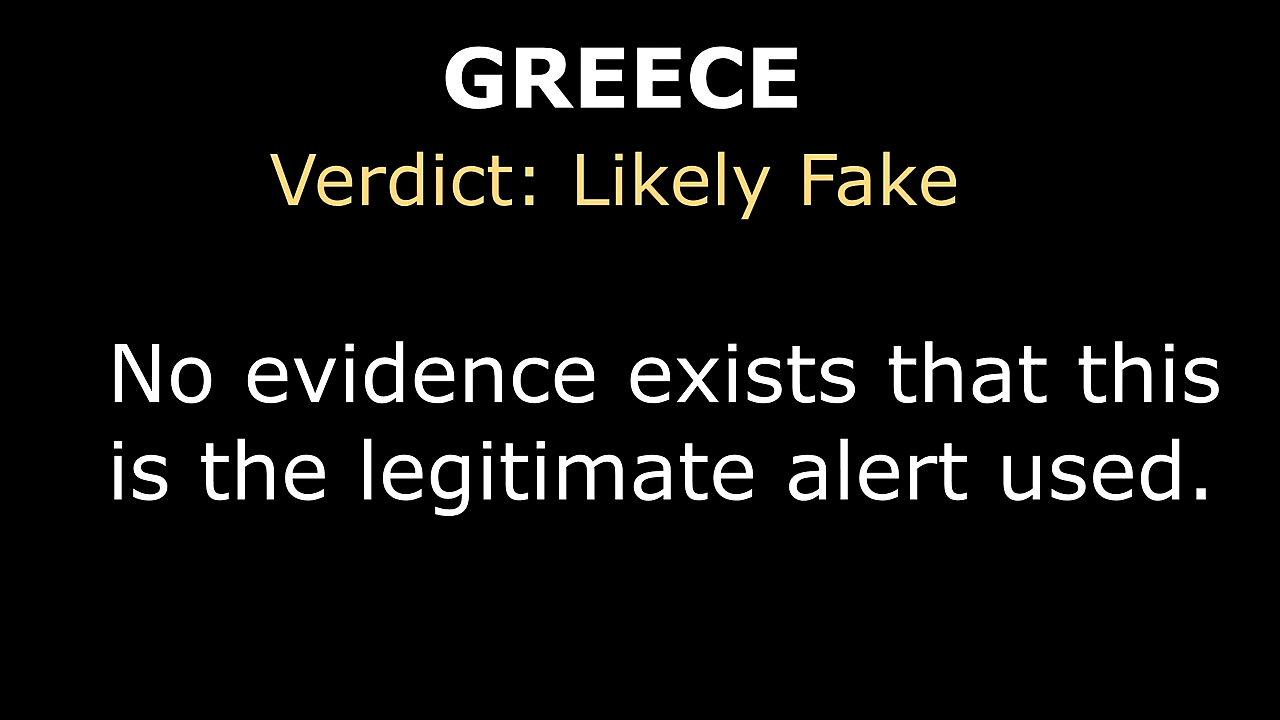 GREECE
Verdict: Likely Fake
No evidence exists that this
is the legitimate alert used.